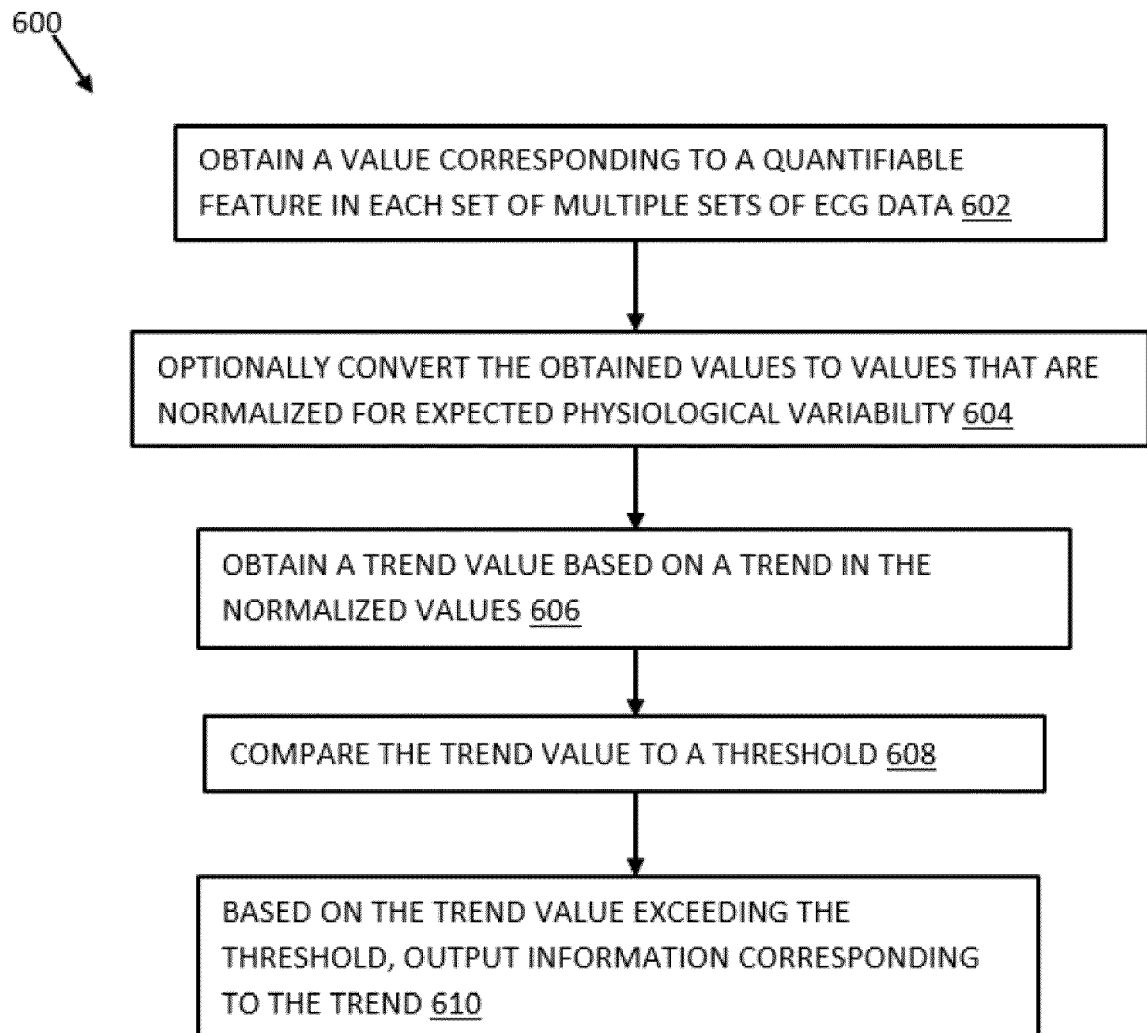 600
OBTAIN A VALUE CORRESPONDING TO A QUANTIFIABLE
FEATURE IN EACH SET OF MULTIPLE SETS OF ECG DATA 602
OPTIONALLY CONVERT THE OBTAINED VALUES TO VALUES THAT ARE
NORMALIZED FOR EXPECTED PHYSIOLOGICAL VARIABILITY 604
OBTAIN A TREND VALUE BASED ON A TREND IN THE
NORMALIZED VALUES 606
COMPARE THE TREND VALUE TO A THRESHOLD 608
BASED ON THE TREND VALUE EXCEEDING THE
THRESHOLD, OUTPUT INFORMATION CORRESPONDING
TO THE TREND 610